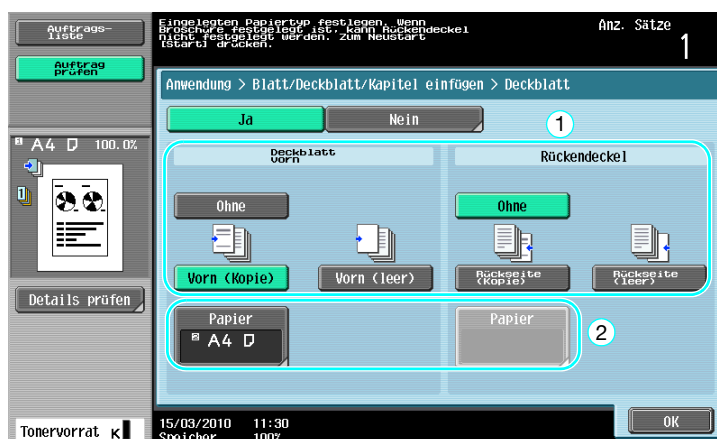 Auftrags-
liste
Auftrag
prüfen
Eingelegten Papiertyp festlegen. Wenn
Broschüre festgelegt ist, kann Rückendeckel
nicht festgelegt werden. Zum Neustart
[Start] drücken.
Anz. Sätze
1
Anwendung > Blatt/Deckblatt/Kapitel einfügen > Deckblatt
Ja
Nein
1
2 A4 100.0%
1
Details prüfen
Deckblatt
vorn
Rückendeckel
Ohne
Ohne
Vorn (Kopie)
Vorn (leer)
Rückseite
(Kopie)
Rückseite
(leer)
Papier
2 A4
Papier
2
Tonervorrat K
15/03/2010 11:30
Speicher 100%
OK